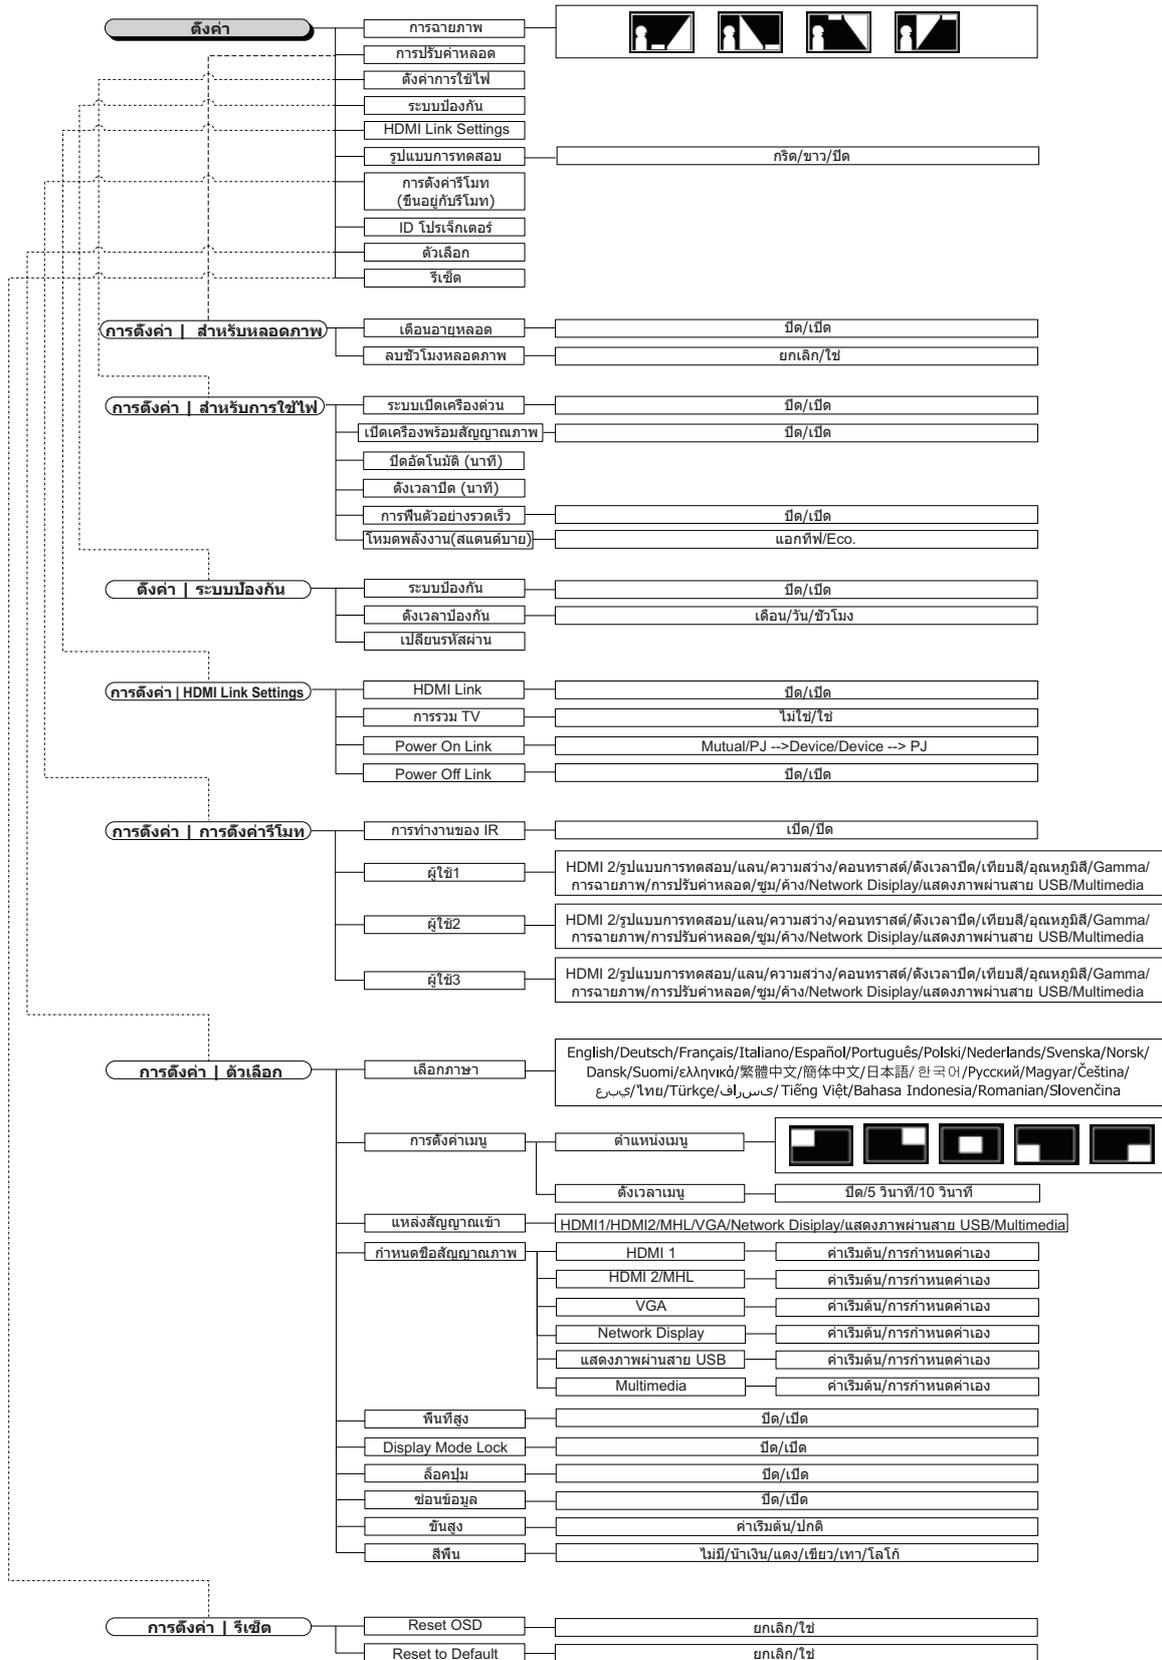 ตั้งค่า
การฉายภาพ
การปรับค่าหลอด
ตั้งค่าการใช้ไฟ
ระบบป้องกัน
HDMI Link Settings
รูปแบบการทดสอบ
กริด/ขาว/ปิด
การตั้งค่ารีโมท
(ขึ้นอยู่กับรีโมท)
ID โปรเจ็กเตอร์
ตัวเลือก
รีเซ็ต
การตั้งค่า | สำหรับหลอดภาพ
เตือนอายุหลอด
ปิด/เปิด
ลบชั่วโมงหลอดภาพ
ยกเลิก/ใช่
การตั้งค่า | สำหรับการใช้ไฟ
ระบบเปิดเครื่องด่วน
ปิด/เปิด
เปิดเครื่องพร้อมสัญญาณภาพ
ปิด/เปิด
ปิดอัตโนมัติ (นาที)
ตั้งเวลาปิด (นาที)
การฟื้นตัวอย่างรวดเร็ว
ปิด/เปิด
โหมดพลังงาน(สแตนด์บาย)
แอกทีฟ/Eco.
ตั้งค่า | ระบบป้องกัน
ระบบป้องกัน
ปิด/เปิด
ตั้งเวลาป้องกัน
เดือน/วัน/ชั่วโมง
เปลี่ยนรหัสผ่าน
การตั้งค่า | HDMI Link Settings
HDMI Link
ปิด/เปิด
การรวม TV
ไม่ใช่/ใช่
Power On Link
Mutual/PJ -->Device/Device --> PJ
Power Off Link
ปิด/เปิด
การตั้งค่า | การตั้งค่ารีโมท
การทำงานของ IR
เปิด/ปิด
ผู้ใช้1
HDMI 2/รูปแบบการทดสอบ/แลน/ความสว่าง/คอนทราสต์/ตั้งเวลาปิด/เทียบสี/อุณหภูมิสี/Gamma/
การฉายภาพ/การปรับค่าหลอด/ซูม/ค้าง/Network Disiplay/แสดงภาพผ่านสาย USB/Multimedia
ผู้ใช้2
HDMI 2/รูปแบบการทดสอบ/แลน/ความสว่าง/คอนทราสต์/ตั้งเวลาปิด/เทียบสี/อุณหภูมิสี/Gamma/
การฉายภาพ/การปรับค่าหลอด/ซูม/ค้าง/Network Disiplay/แสดงภาพผ่านสาย USB/Multimedia
ผู้ใช้3
HDMI 2/รูปแบบการทดสอบ/แลน/ความสว่าง/คอนทราสต์/ตั้งเวลาปิด/เทียบสี/อุณหภูมิสี/Gamma/
การฉายภาพ/การปรับค่าหลอด/ซูม/ค้าง/Network Disiplay/แสดงภาพผ่านสาย USB/Multimedia
การตั้งค่า | ตัวเลือก
เลือกภาษา
English/Deutsch/Français/Italiano/Español/Português/Polski/Nederlands/Svenska/Norsk/
Dansk/Suomi/ελληνικά/繁體中文/簡体中文/日本語/한국어/Русский/Magyar/Čeština/
عربي/ไทย/Türkçe/فارسی/Tiếng Việt/Bahasa Indonesia/Romanian/Slovenčina
การตั้งค่าเมนู
ตำแหน่งเมนู
ตั้งเวลาเมนู
ปิด/5 วินาที/10 วินาที
แหล่งสัญญาณเข้า
HDMI1/HDMI2/MHL/VGA/Network Disiplay/แสดงภาพผ่านสาย USB/Multimedia
กำหนดชื่อสัญญาณภาพ
HDMI 1
ค่าเริ่มต้น/การกำหนดค่าเอง
HDMI 2/MHL
ค่าเริ่มต้น/การกำหนดค่าเอง
VGA
ค่าเริ่มต้น/การกำหนดค่าเอง
Network Display
ค่าเริ่มต้น/การกำหนดค่าเอง
แสดงภาพผ่านสาย USB
ค่าเริ่มต้น/การกำหนดค่าเอง
Multimedia
ค่าเริ่มต้น/การกำหนดค่าเอง
พื้นที่สูง
ปิด/เปิด
Display Mode Lock
ปิด/เปิด
ล็อคปุ่ม
ปิด/เปิด
ซ่อนข้อมูล
ปิด/เปิด
ขั้นสูง
ค่าเริ่มต้น/ปกติ
สีพื้น
ไม่มี/น้ำเงิน/แดง/เขียว/เทา/โลโก้
การตั้งค่า | รีเซ็ต
Reset OSD
ยกเลิก/ใช่
Reset to Default
ยกเลิก/ใช่